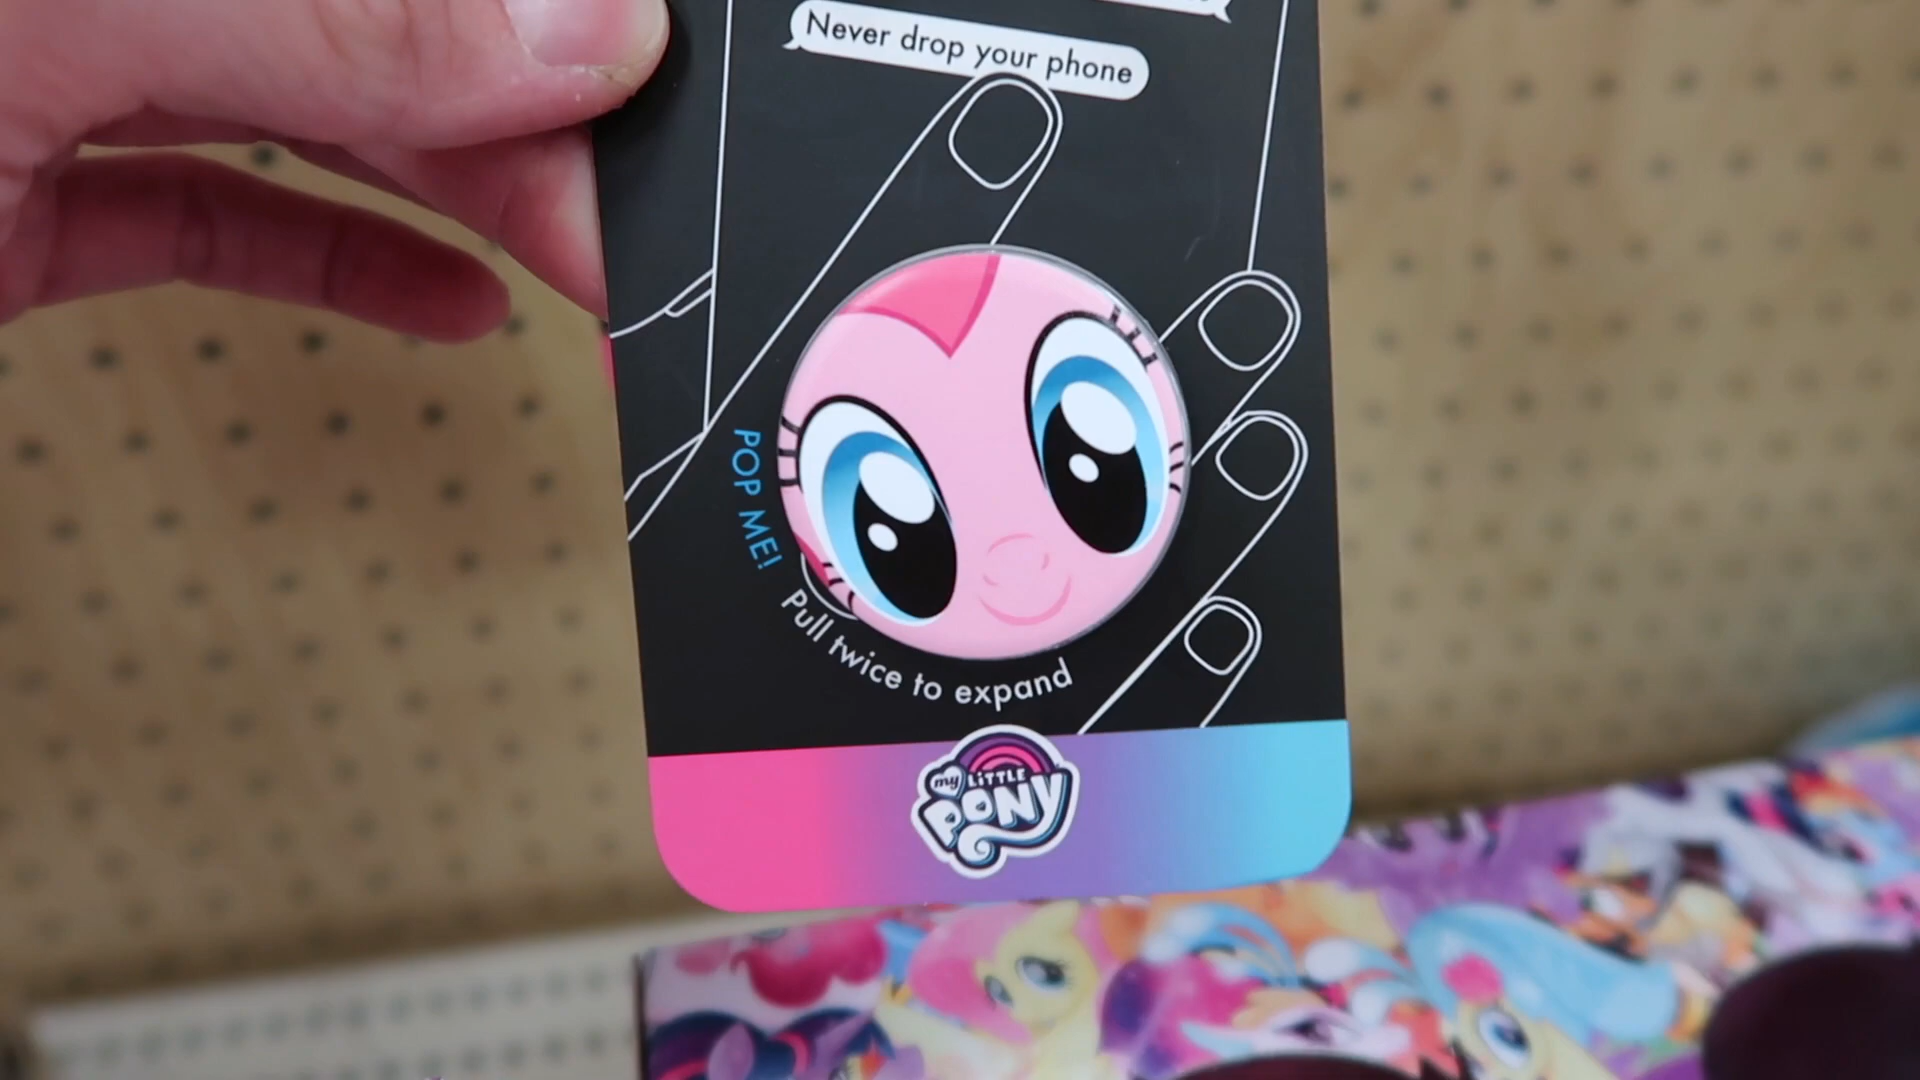 Never drop your phone
POP ME!
Pull twice to expand
my LITTLE
PONY